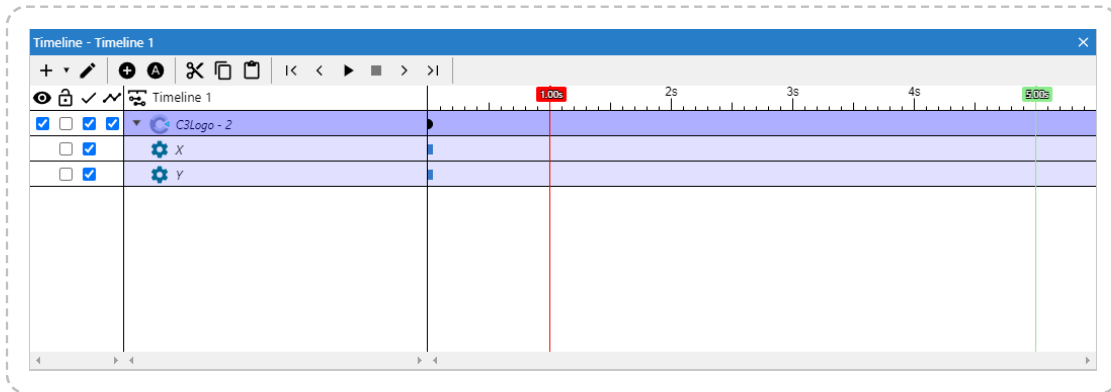 Timeline - Timeline 1
Timeline 1
1.00s 2s 3s 4s 5.00s
C3Logo - 2
X
Y